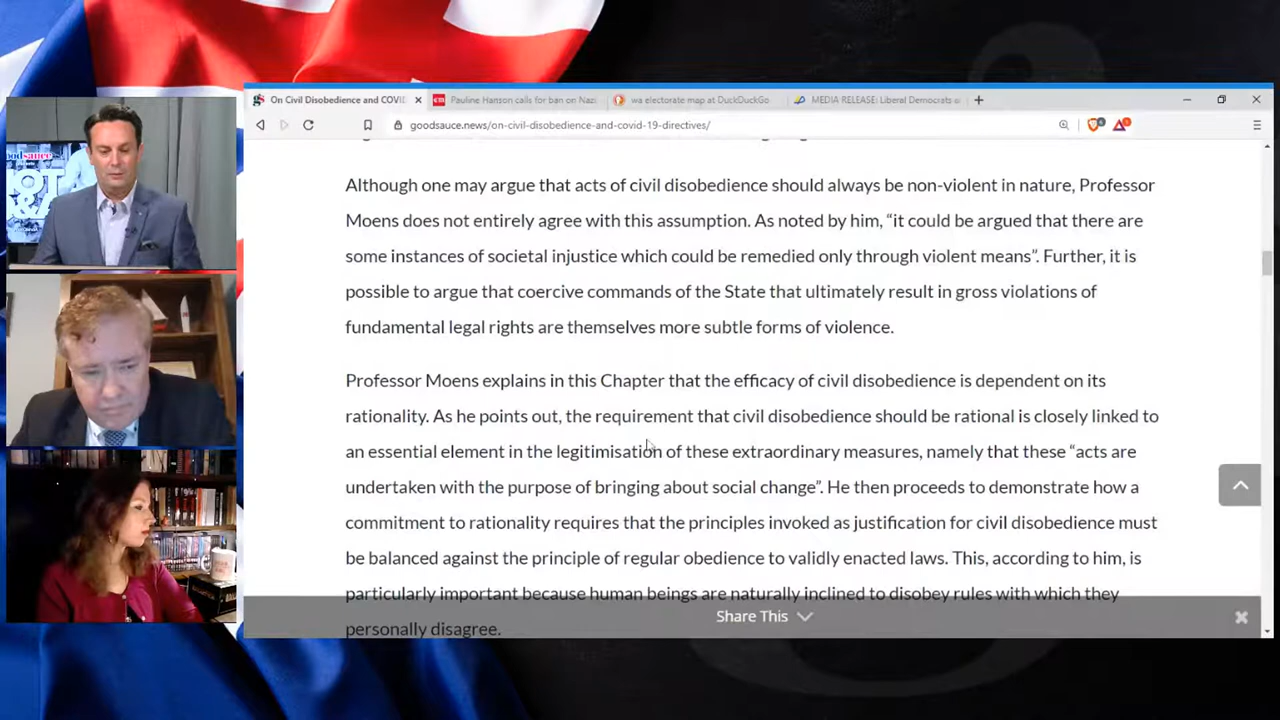 On Civil Disobedience and COVID
Pauline Hanson calls for ban on Nazi
wa electorate map at DuckDuckGo
MEDIA RELEASE: Liberal Democrats
goodsauce.news/on-civil-disobedience-and-covid-19-directives/
Although one may argue that acts of civil disobedience should always be non-violent in nature, Professor
Moens does not entirely agree with this assumption. As noted by him, “it could be argued that there are
some instances of societal injustice which could be remedied only through violent means”. Further, it is
possible to argue that coercive commands of the State that ultimately result in gross violations of
fundamental legal rights are themselves more subtle forms of violence.
Professor Moens explains in this Chapter that the efficacy of civil disobedience is dependent on its
rationality. As he points out, the requirement that civil disobedience should be rational is closely linked to
an essential element in the legitimisation of these extraordinary measures, namely that these “acts are
undertaken with the purpose of bringing about social change”. He then proceeds to demonstrate how a
commitment to rationality requires that the principles invoked as justification for civil disobedience must
be balanced against the principle of regular obedience to validly enacted laws. This, according to him, is
particularly important because human beings are naturally inclined to disobey rules with which they
personally disagree.
Share This